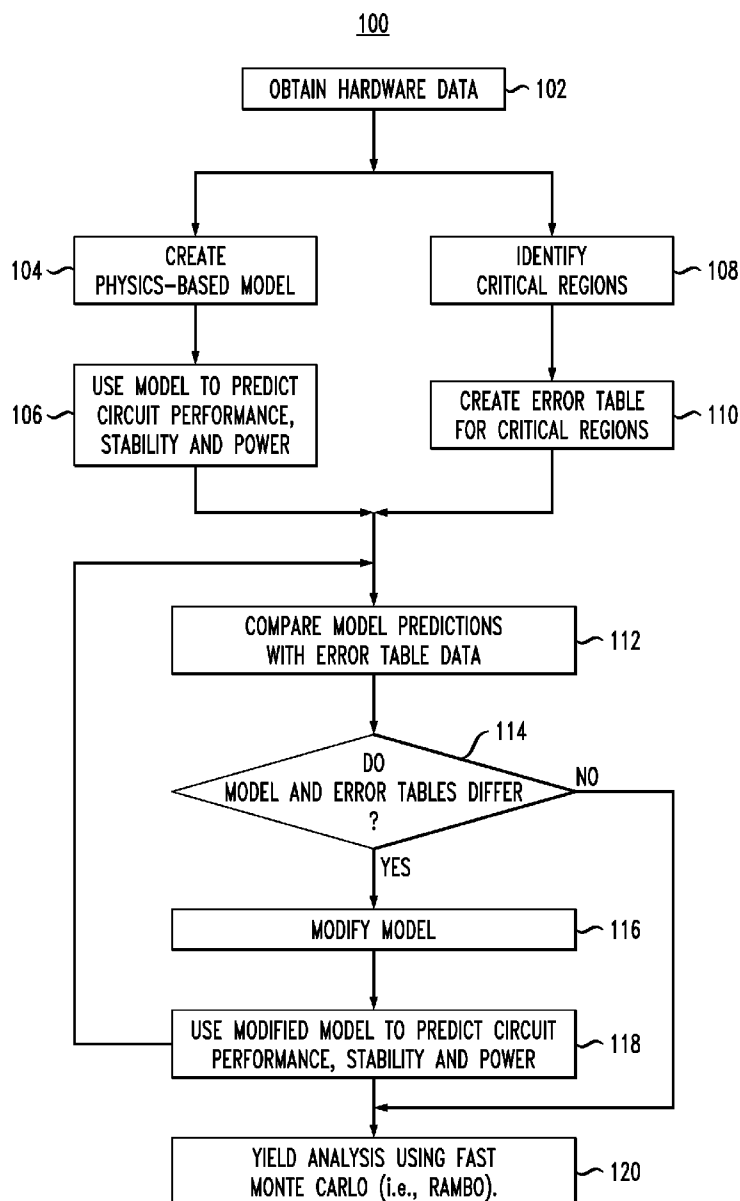 100
OBTAIN HARDWARE DATA
102
104
CREATE
PHYSICS-BASED MODEL
IDENTIFY
CRITICAL REGIONS
108
106
USE MODEL TO PREDICT
CIRCUIT PERFORMANCE,
STABILITY AND POWER
CREATE ERROR TABLE
FOR CRITICAL REGIONS
110
COMPARE MODEL PREDICTIONS
WITH ERROR TABLE DATA
112
114
DO
MODEL AND ERROR TABLES DIFFER
?
NO
YES
MODIFY MODEL
116
USE MODIFIED MODEL TO PREDICT CIRCUIT
PERFORMANCE, STABILITY AND POWER
118
YIELD ANALYSIS USING FAST
MONTE CARLO (i.e., RAMBO).
120